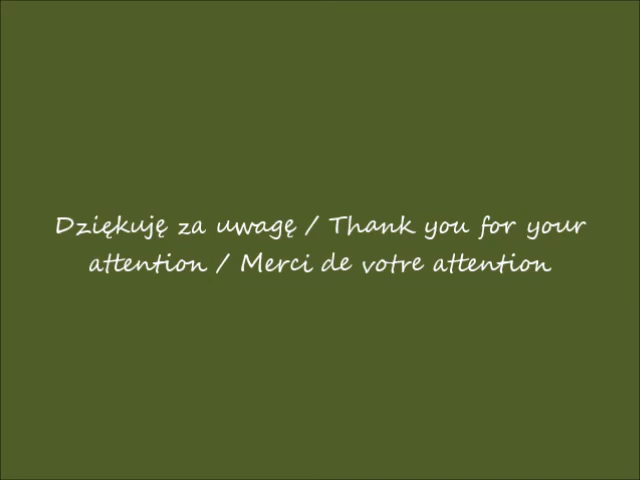 Dziękuję za uwagę / Thank you for your
attention / Merci de votre attention